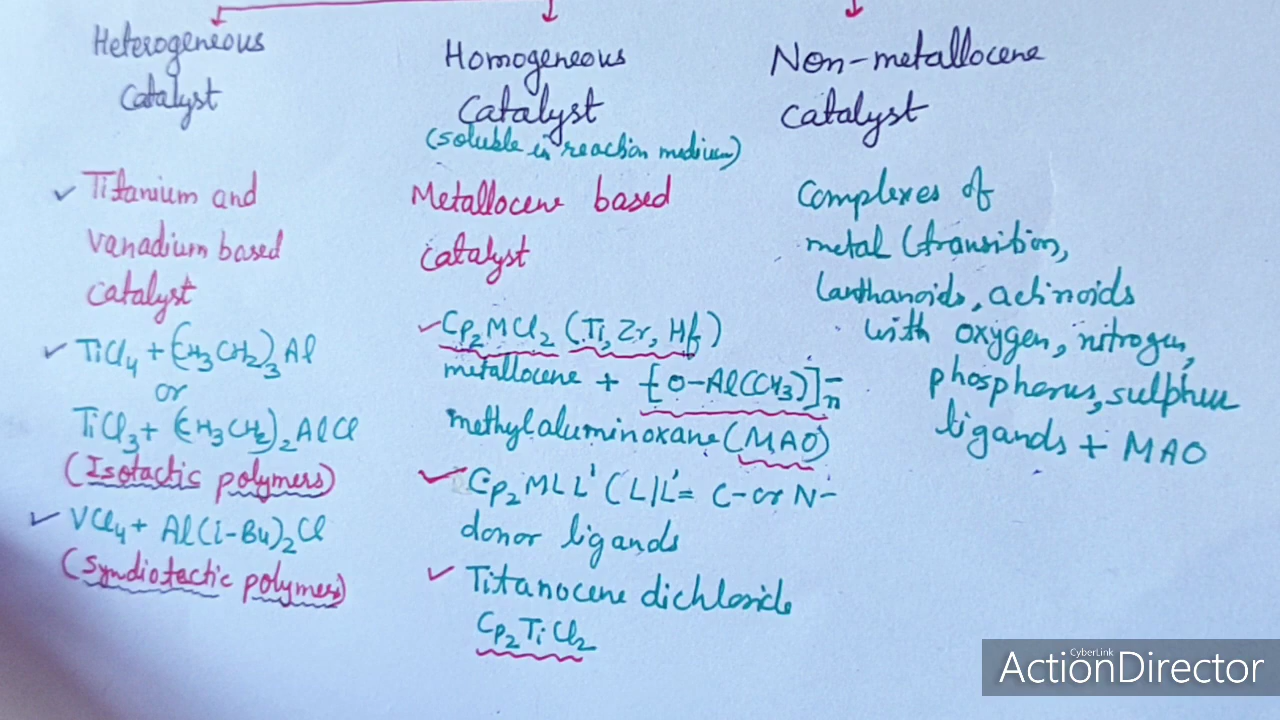 Heterogeneous
Catalyst
✓ Titanium and
vanadium based
catalyst
✓ TiCl₄ + (CH₃CH₂)₃Al
or
TiCl₃ + (CH₃CH₂)₂AlCl
(Isotactic polymers)
✓ VCl₄ + Al(i-Bu)₂Cl
(Syndiotactic polymers)
Homogeneous
Catalyst
(soluble in reaction medium)
Metallocene based
catalyst
✓ Cp₂MCl₂ (Ti, Zr, Hf)
metallocene + [O-Al(CH₃)]-n
methylaluminoxane (MAO)
✓ Cp₂MLL' (L/L' = C- or N-
donor ligands
✓ Titanocene dichloride
Cp₂TiCl₂
Non-metallocene
catalyst
Complexes of
metal (transition,
lanthanoids, actinoids
with oxygen, nitrogen,
phosphorus, sulphur
ligands + MAO
CyberLink
ActionDirector